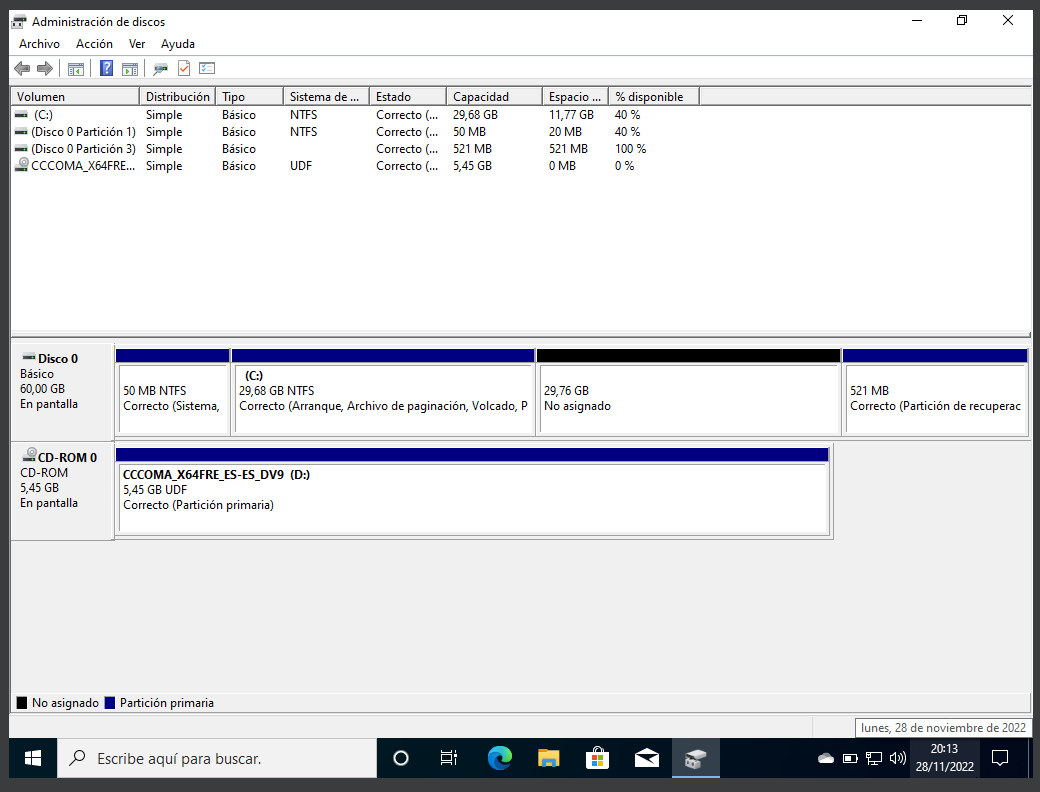 Administración de discos
Archivo Acción Ver Ayuda
Volumen Distribución Tipo Sistema de ... Estado Capacidad Espacio ... % disponible
(C:) Simple Básico NTFS Correcto (... 29,68 GB 11,77 GB 40 %
(Disco 0 Partición 1) Simple Básico NTFS Correcto (... 50 MB 20 MB 40 %
(Disco 0 Partición 3) Simple Básico Correcto (... 521 MB 521 MB 100 %
CCCOMA_X64FRE... Simple Básico UDF Correcto (... 5,45 GB 0 MB 0 %
Disco 0
Básico
60,00 GB
En pantalla
50 MB NTFS
Correcto (Sistema,
(C:)
29,68 GB NTFS
Correcto (Arranque, Archivo de paginación, Volcado, P
29,76 GB
No asignado
521 MB
Correcto (Partición de recuperac
CD-ROM 0
CD-ROM
5,45 GB
En pantalla
CCCOMA_X64FRE_ES-ES_DV9 (D:)
5,45 GB UDF
Correcto (Partición primaria)
No asignado Partición primaria
lunes, 28 de noviembre de 2022
Escribe aquí para buscar.
20:13
28/11/2022